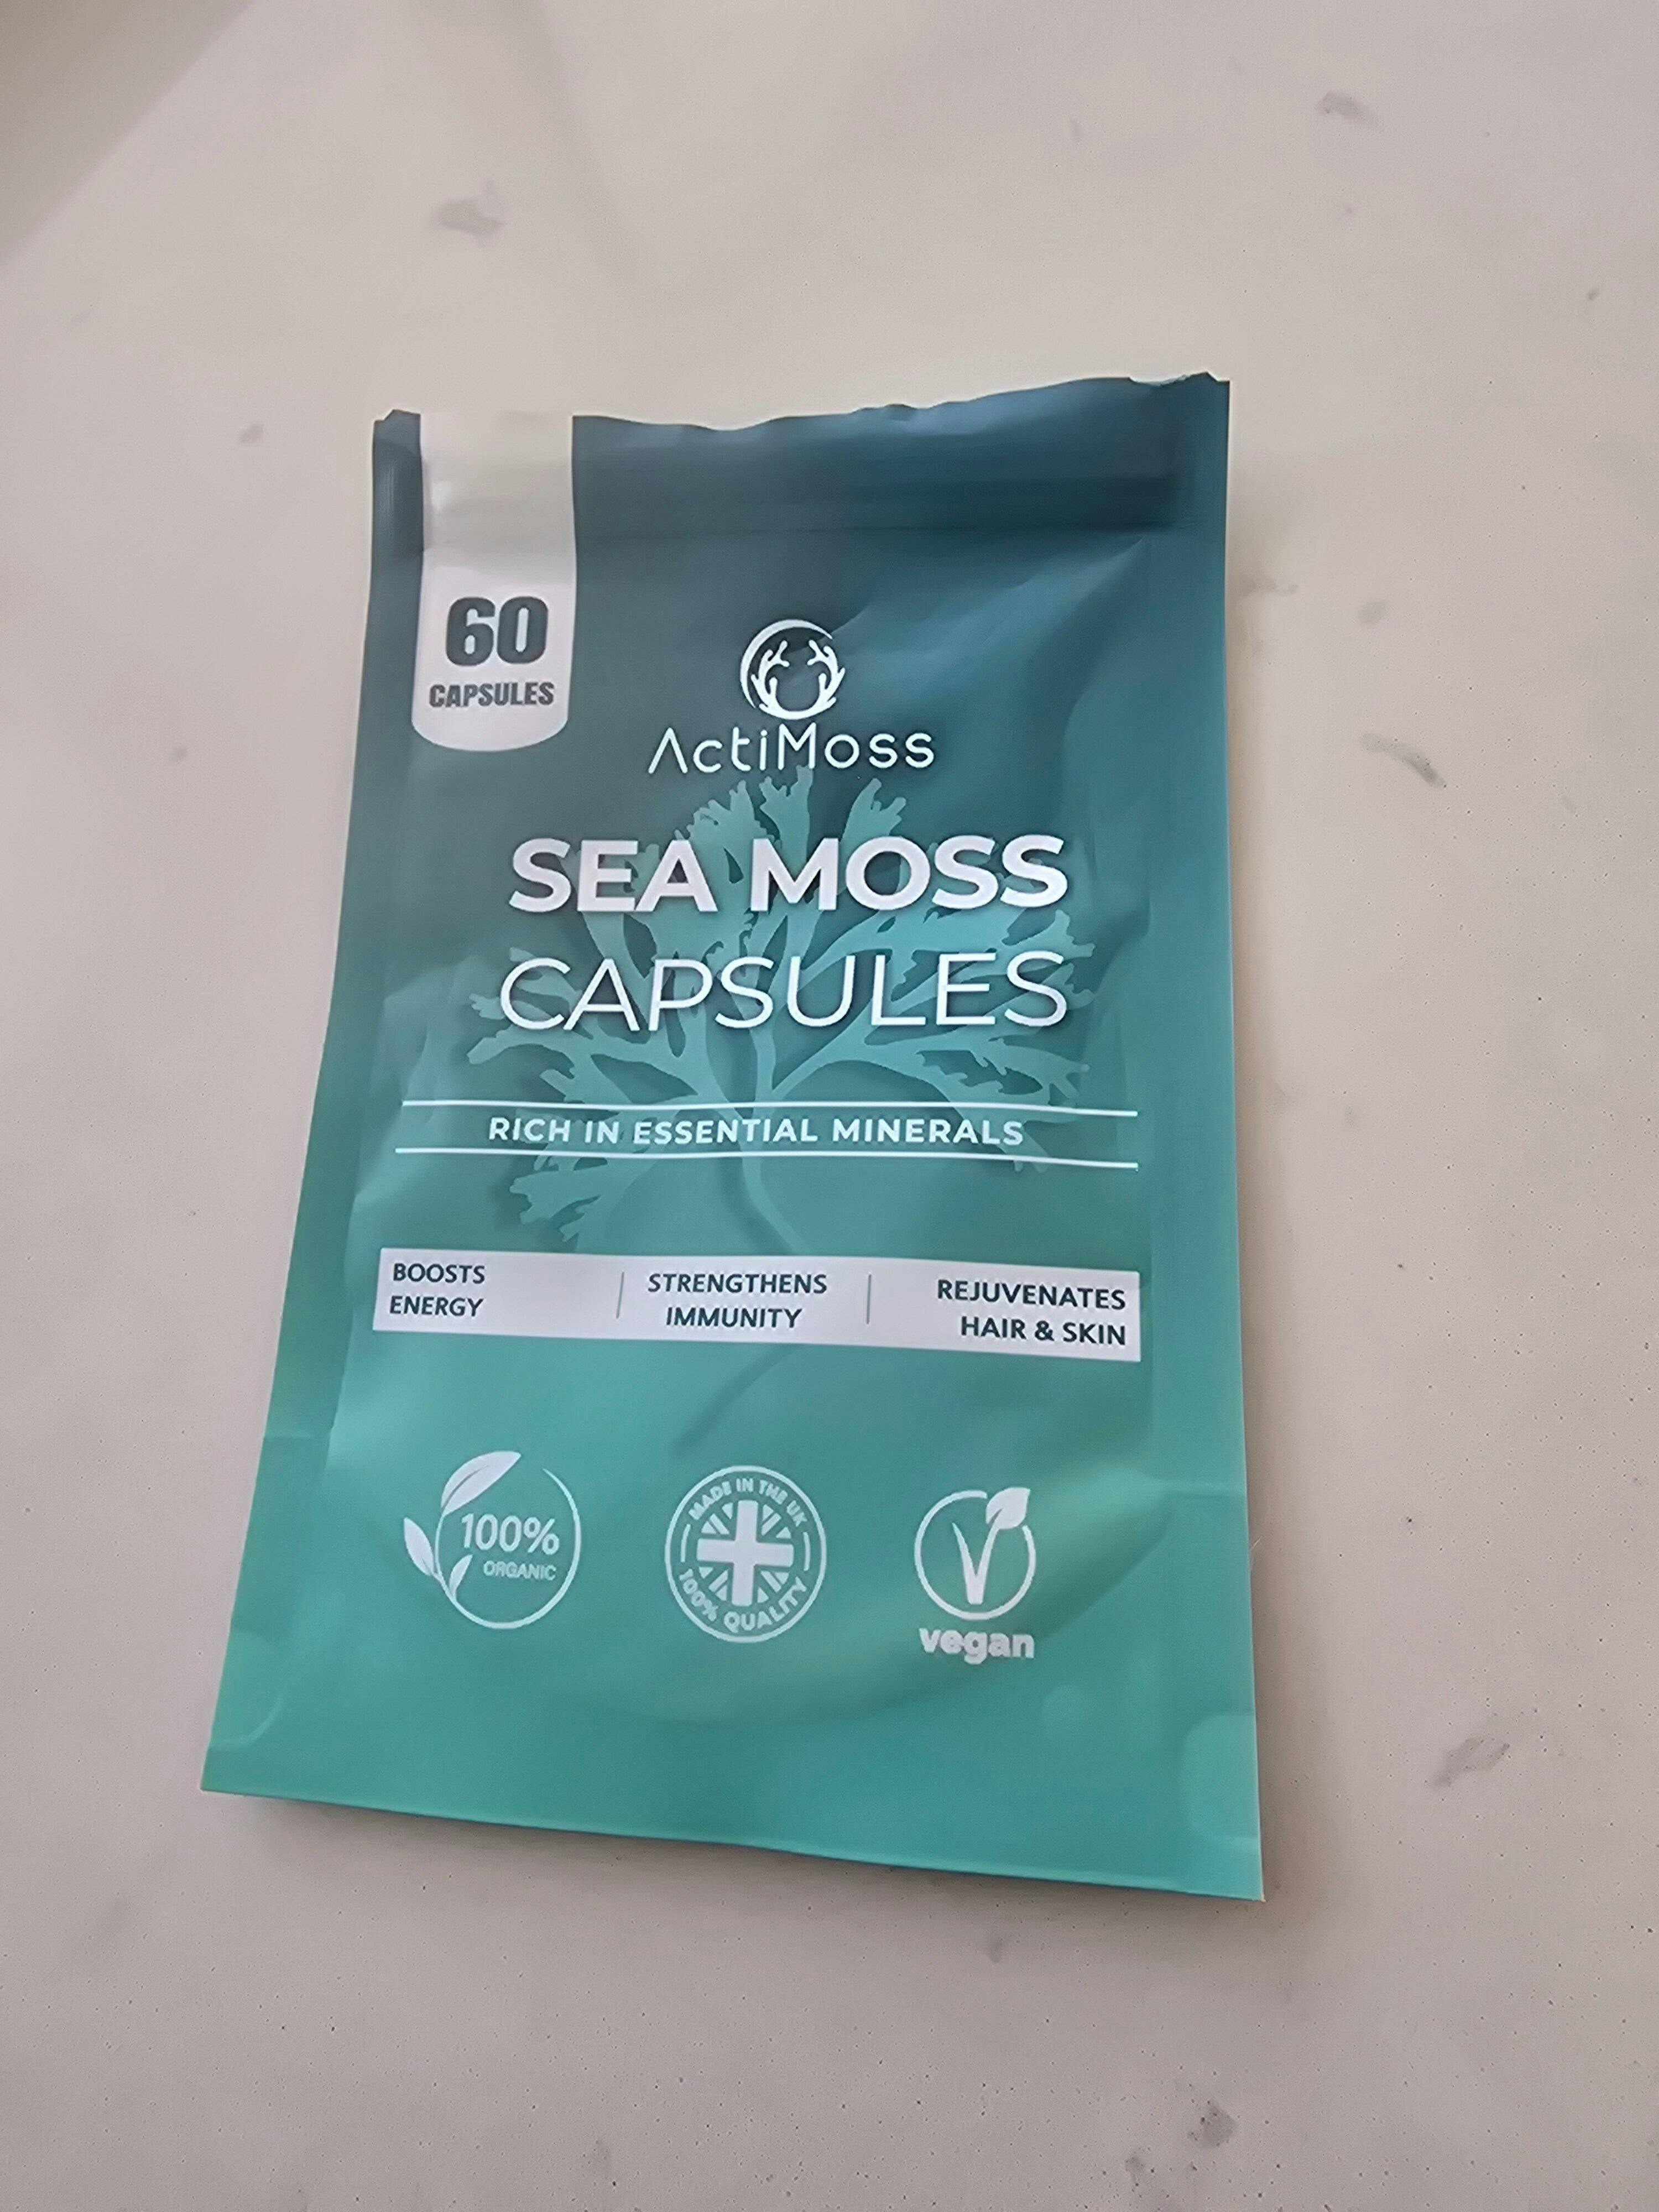 60
CAPSULES
ActiMoss
SEA MOSS
CAPSULES
RICH IN ESSENTIAL MINERALS
BOOSTS
ENERGY
STRENGTHENS
IMMUNITY
REJUVENATES
HAIR & SKIN
100%
ORGANIC
MADE IN THE UK
100% QUALITY
vegan